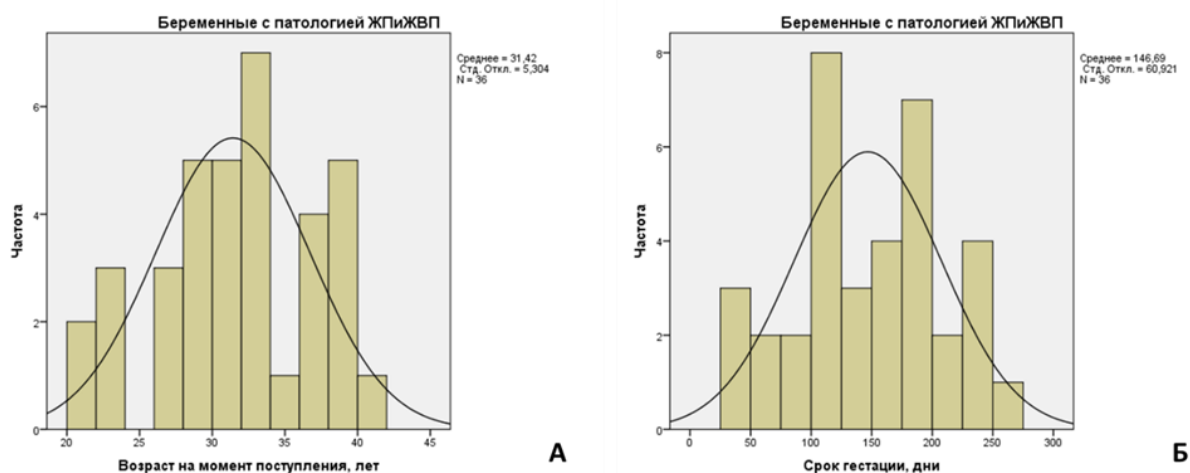 Беременные с патологией ЖПиЖВП
Среднее = 31,42
Стд. Откл. = 5,304
N = 36
Частота
6
4
2
0
20 25 30 35 40 45
Возраст на момент поступления, лет
А
Беременные с патологией ЖПиЖВП
Среднее = 146,69
Стд. Откл. = 60,921
N = 36
Частота
8
6
4
2
0
0 50 100 150 200 250 300
Срок гестации, дни
Б